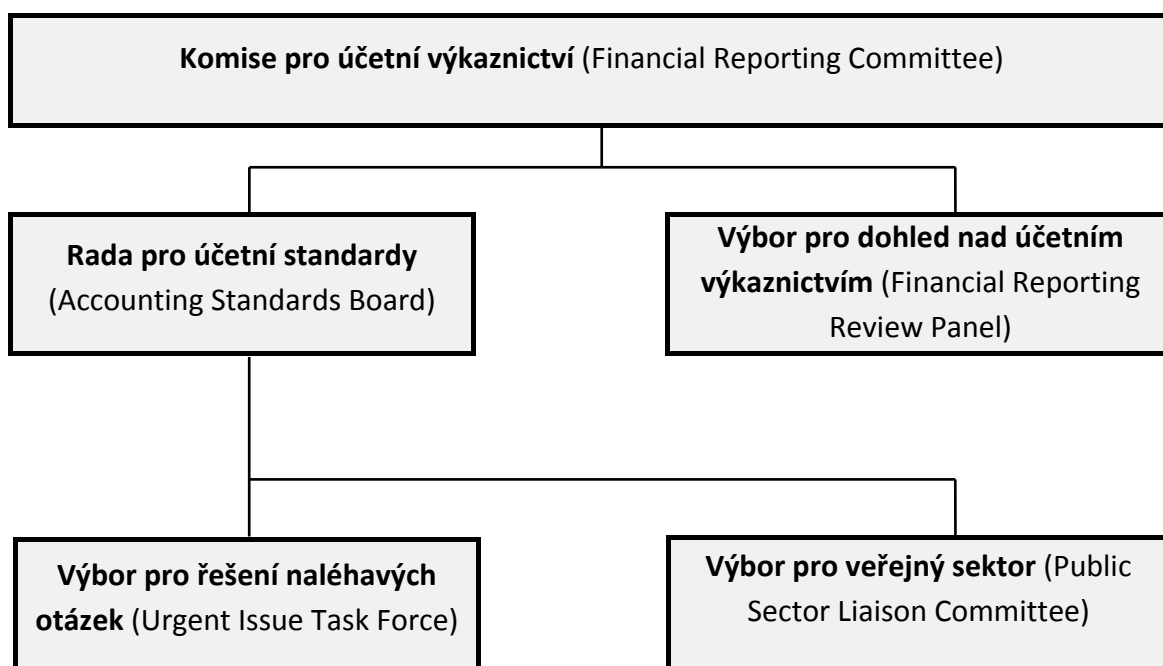 Komise pro účetní výkaznictví (Financial Reporting Committee)
Rada pro účetní standardy
(Accounting Standards Board)
Výbor pro dohled nad účetním
výkaznictvím (Financial Reporting
Review Panel)
Výbor pro řešení naléhavých
otázek (Urgent Issue Task Force)
Výbor pro veřejný sektor (Public
Sector Liaison Committee)